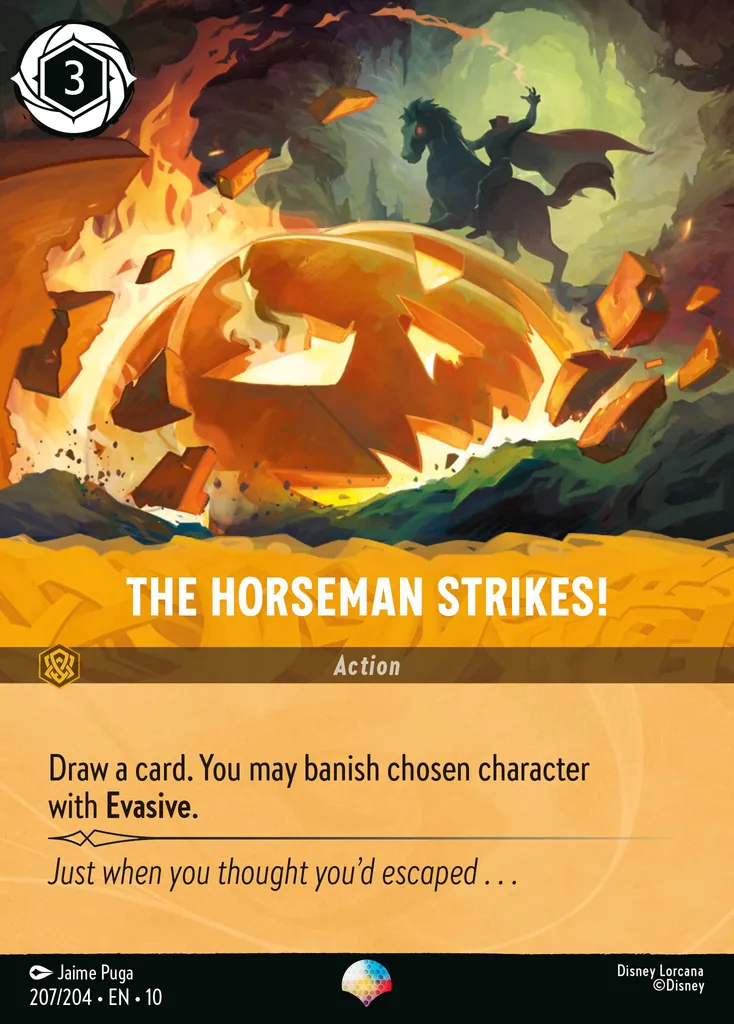 3
THE HORSEMAN STRIKES!
Action
Draw a card. You may banish chosen character
with Evasive.
Just when you thought you’d escaped . . .
Jaime Puga
207/204 • EN • 10
Disney Lorcana
©Disney